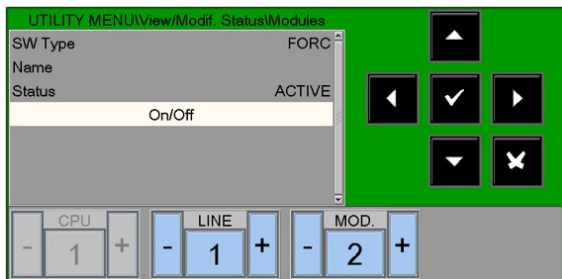 UTILITY MENU\View/Modif. Status\Modules
SW Type FORC
Name
Status ACTIVE
On/Off
CPU LINE MOD.
- 1 + - 1 + - 2 +